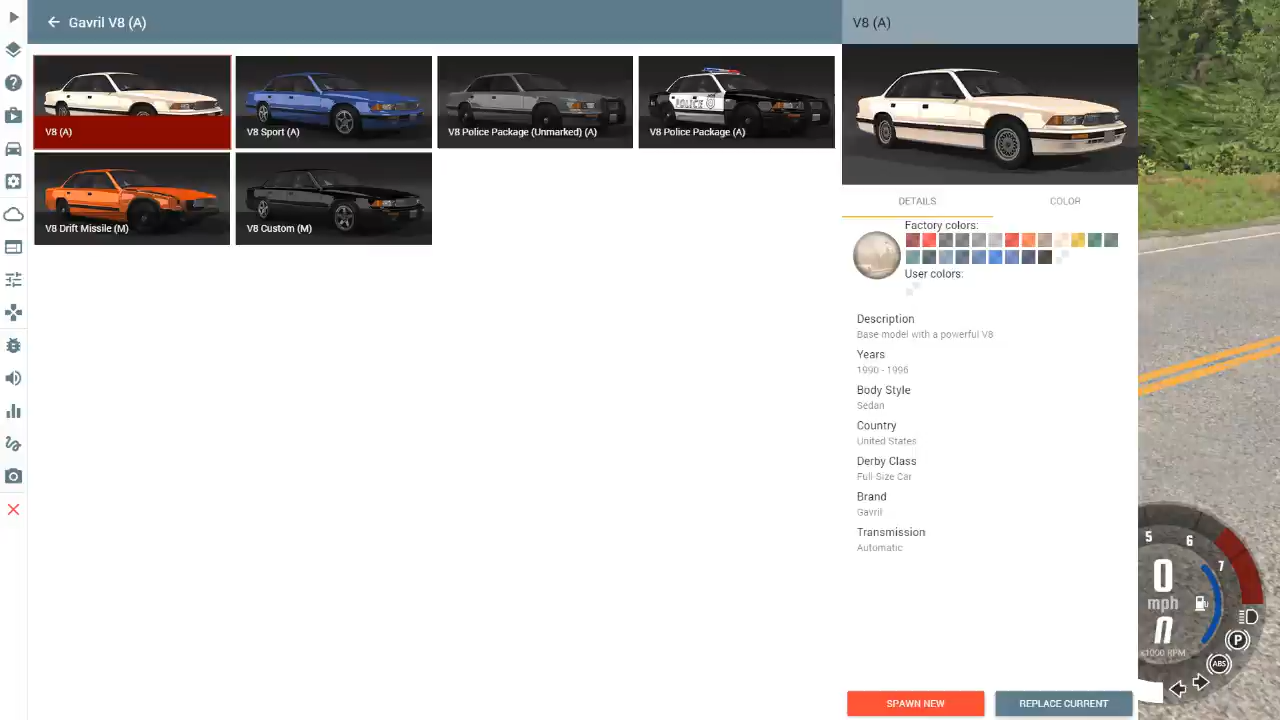 Gavril V8 (A)
V8 (A)
V8 (A)
V8 Sport (A)
V8 Police Package (Unmarked) (A)
POLICE
V8 Police Package (A)
V8 Drift Missile (M)
V8 Custom (M)
DETAILS
COLOR
Factory colors:
User colors:
Description
Base model with a powerful V8
Years
1990 - 1996
Body Style
Sedan
Country
United States
Derby Class
Full Size Car
Brand
Gavril
Transmission
Automatic
SPAWN NEW
REPLACE CURRENT
5
6
7
0
mph
n
x1000 RPM
P
ABS